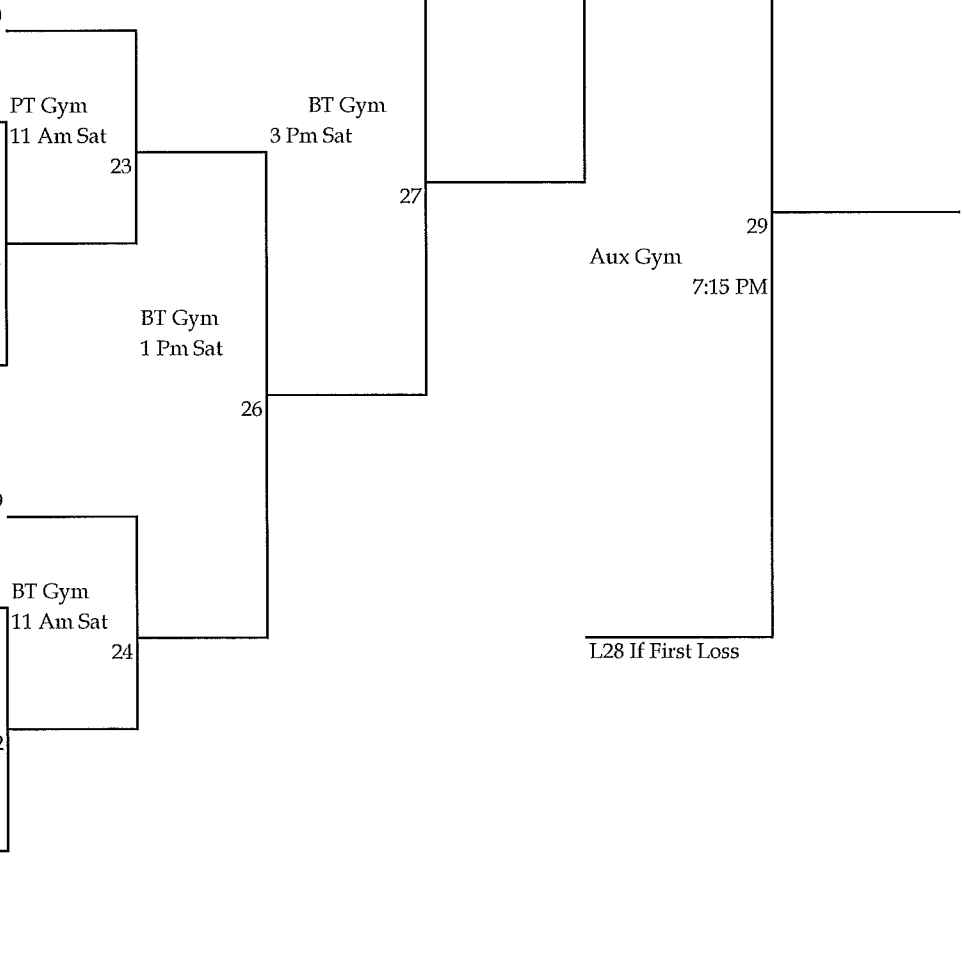 PT Gym
11 Am Sat
23
BT Gym
3 Pm Sat
27
29
Aux Gym
7:15 PM
BT Gym
1 Pm Sat
26
BT Gym
11 Am Sat
24
L28 If First Loss